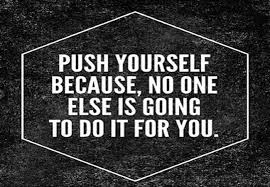 PUSH YOURSELF
BECAUSE, NO ONE
ELSE IS GOING
TO DO IT FOR YOU.